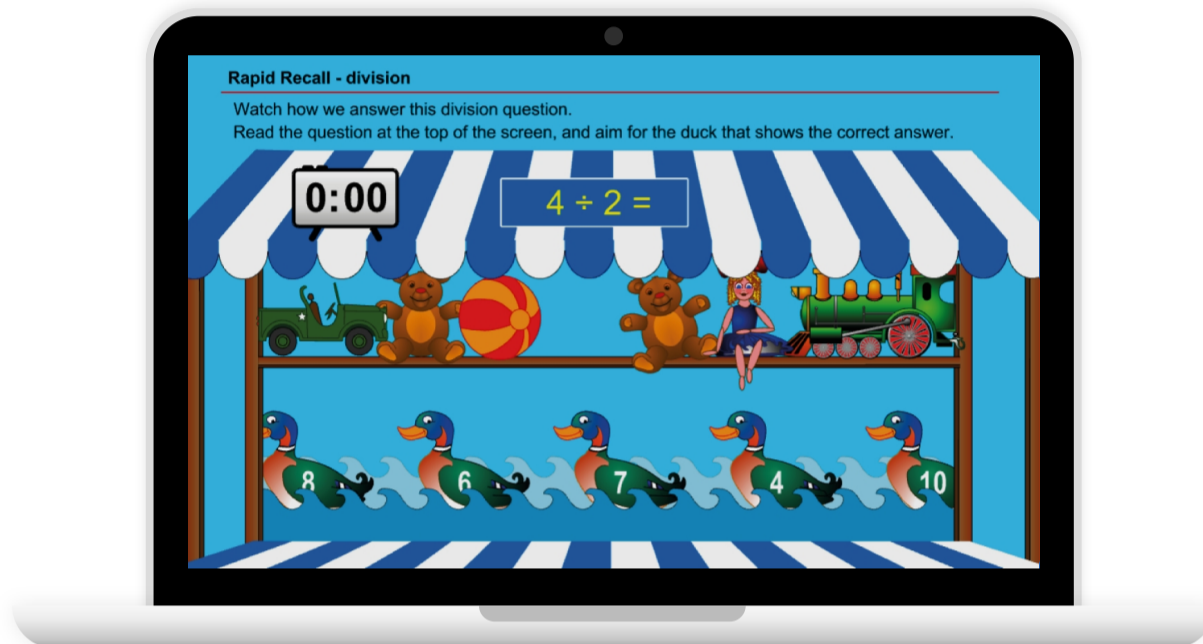 Rapid Recall - division
Watch how we answer this division question.
Read the question at the top of the screen, and aim for the duck that shows the correct answer.
0:00
4 ÷ 2 =
8
6
7
4
10